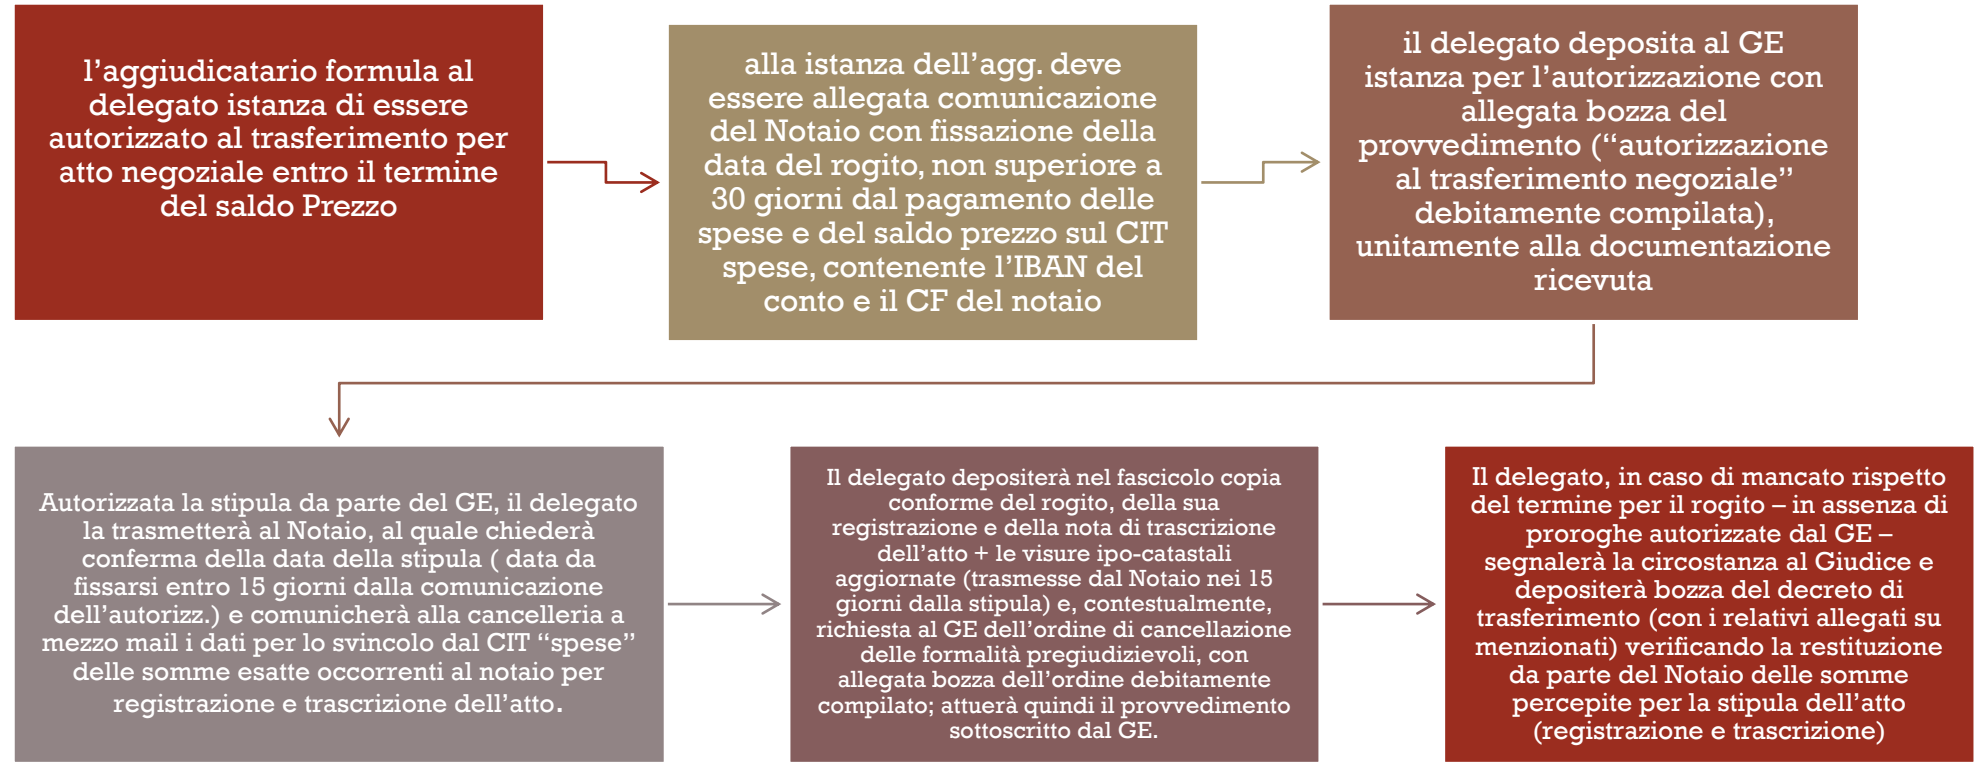 l’aggiudicatario formula al
delegato istanza di essere
autorizzato al trasferimento per
atto negoziale entro il termine
del saldo Prezzo
alla istanza dell’agg. deve
essere allegata comunicazione
del Notaio con fissazione della
data del rogito, non superiore a
30 giorni dal pagamento delle
spese e del saldo prezzo sul CIT
spese, contenente l’IBAN del
conto e il CF del notaio
il delegato deposita al GE
istanza per l’autorizzazione con
allegata bozza del
provvedimento (“autorizzazione
al trasferimento negoziale”
debitamente compilata),
unitamente alla documentazione
ricevuta
Autorizzata la stipula da parte del GE, il delegato
la trasmetterà al Notaio, al quale chiederà
conferma della data della stipula ( data da
fissarsi entro 15 giorni dalla comunicazione
dell’autorizz.) e comunicherà alla cancelleria a
mezzo mail i dati per lo svincolo dal CIT “spese”
delle somme esatte occorrenti al notaio per
registrazione e trascrizione dell’atto.
Il delegato depositerà nel fascicolo copia
conforme del rogito, della sua
registrazione e della nota di trascrizione
dell’atto + le visure ipo-catastali
aggiornate (trasmesse dal Notaio nei 15
giorni dalla stipula) e, contestualmente,
richiesta al GE dell’ordine di cancellazione
delle formalità pregiudizievoli, con
allegata bozza dell’ordine debitamente
compilato; attuerà quindi il provvedimento
sottoscritto dal GE.
Il delegato, in caso di mancato rispetto
del termine per il rogito – in assenza di
proroghe autorizzate dal GE –
segnalerà la circostanza al Giudice e
depositerà bozza del decreto di
trasferimento (con i relativi allegati su
menzionati) verificando la restituzione
da parte del Notaio delle somme
percepite per la stipula dell’atto
(registrazione e trascrizione)